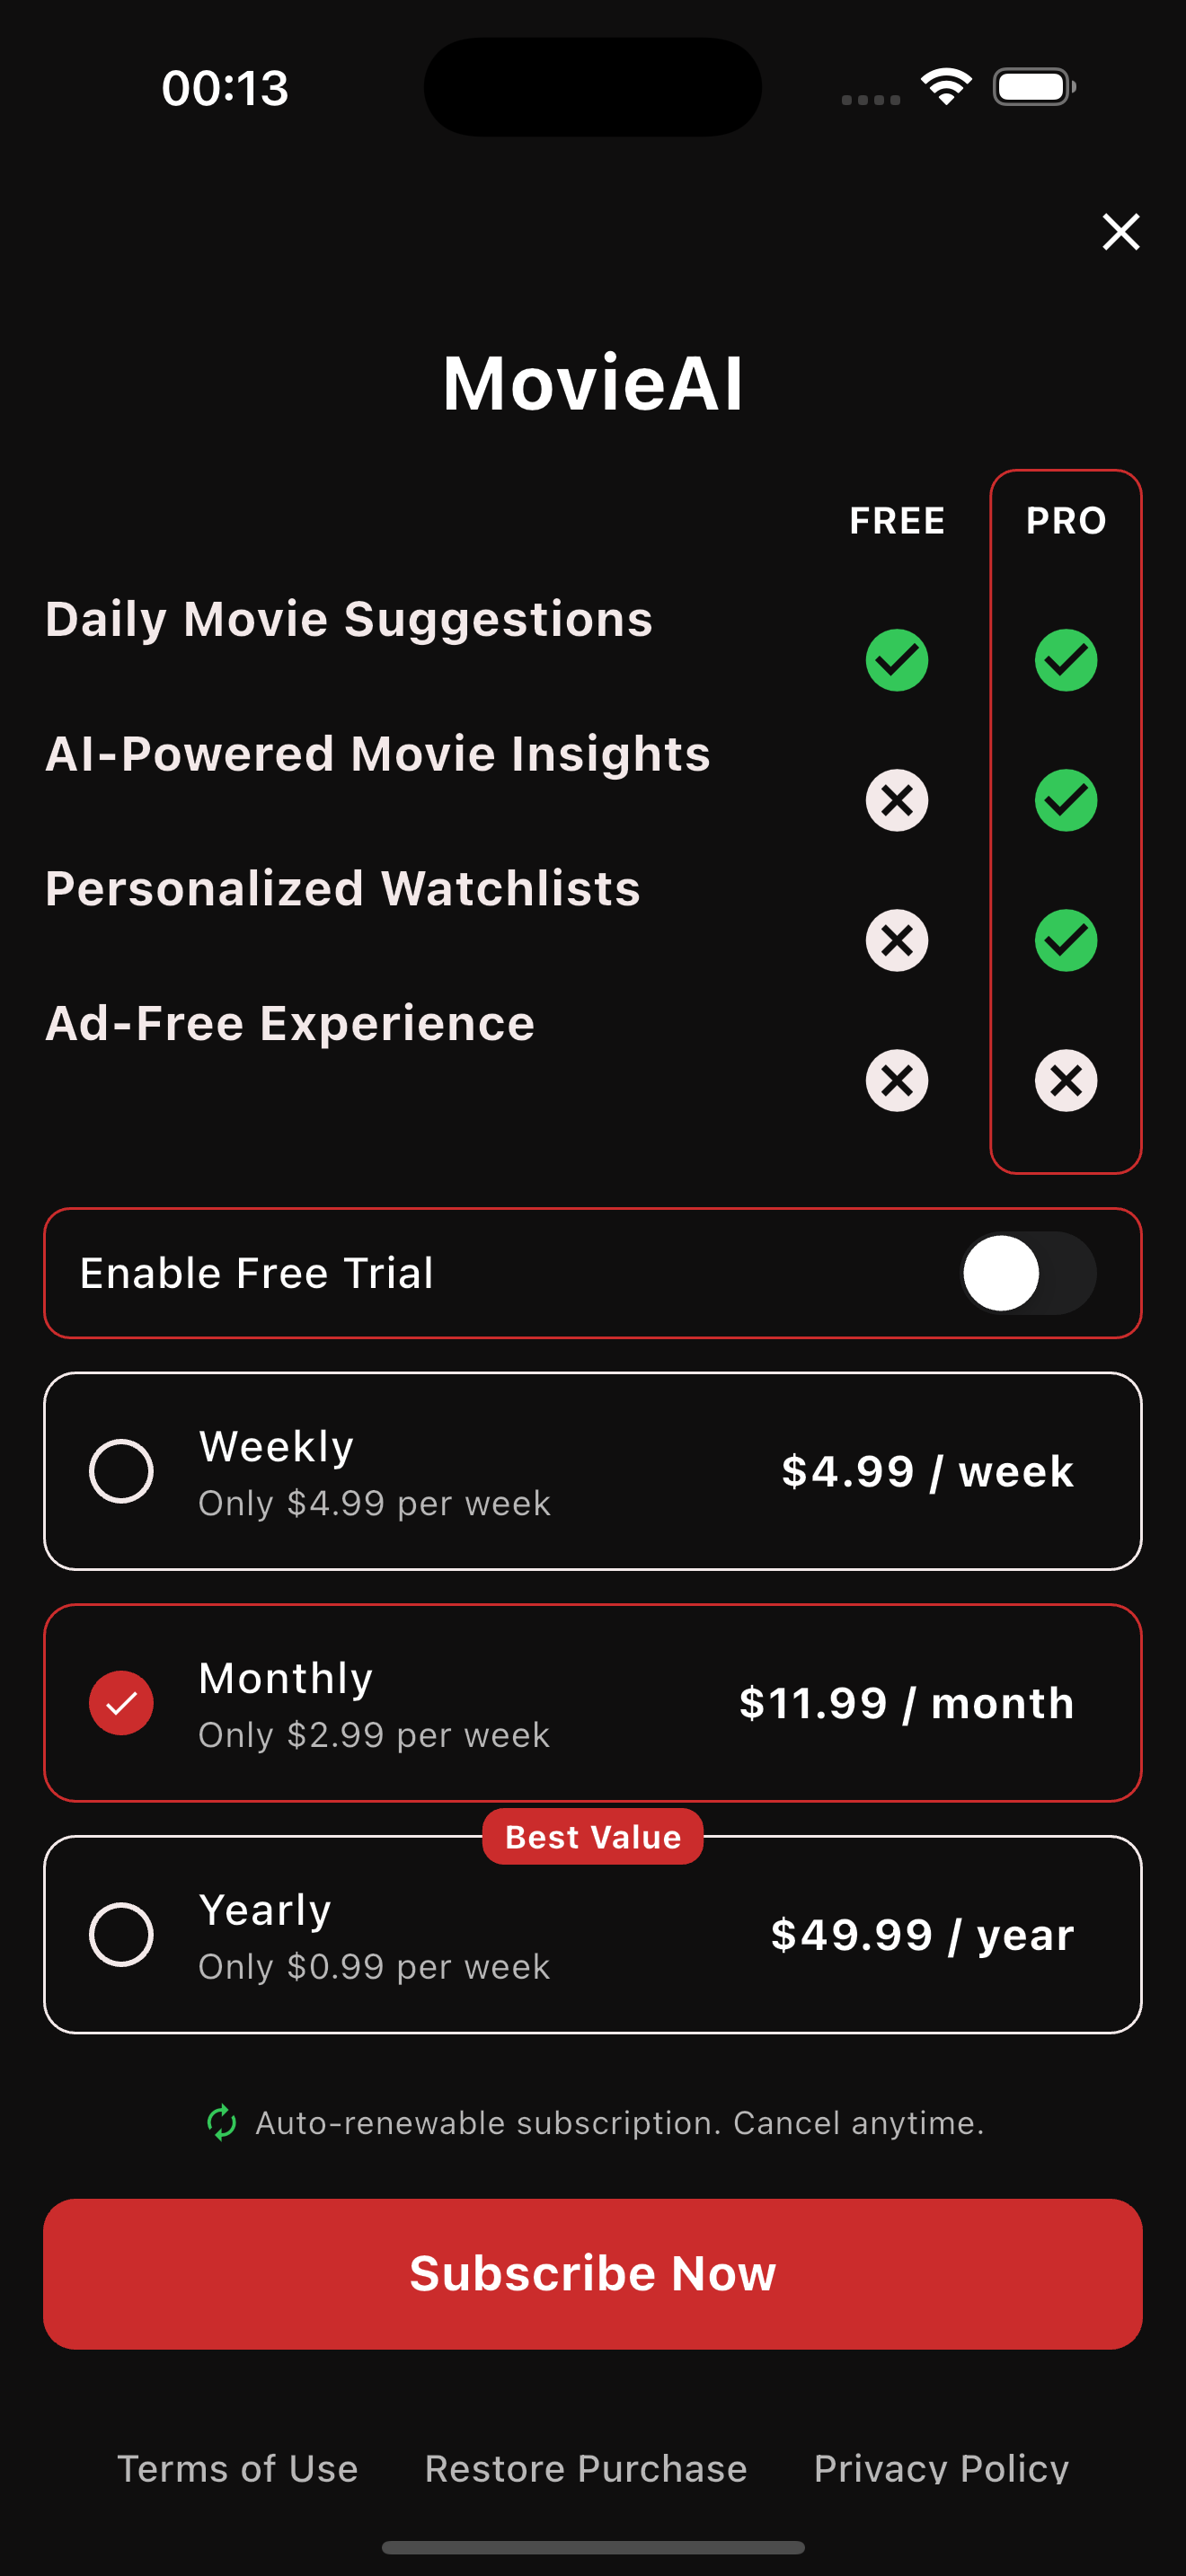 00:13
MovieAI
FREE PRO
Daily Movie Suggestions
AI-Powered Movie Insights
Personalized Watchlists
Ad-Free Experience
Enable Free Trial
Weekly
Only $4.99 per week
$4.99 / week
Monthly
Only $2.99 per week
$11.99 / month
Best Value
Yearly
Only $0.99 per week
$49.99 / year
Auto-renewable subscription. Cancel anytime.
Subscribe Now
Terms of Use Restore Purchase Privacy Policy